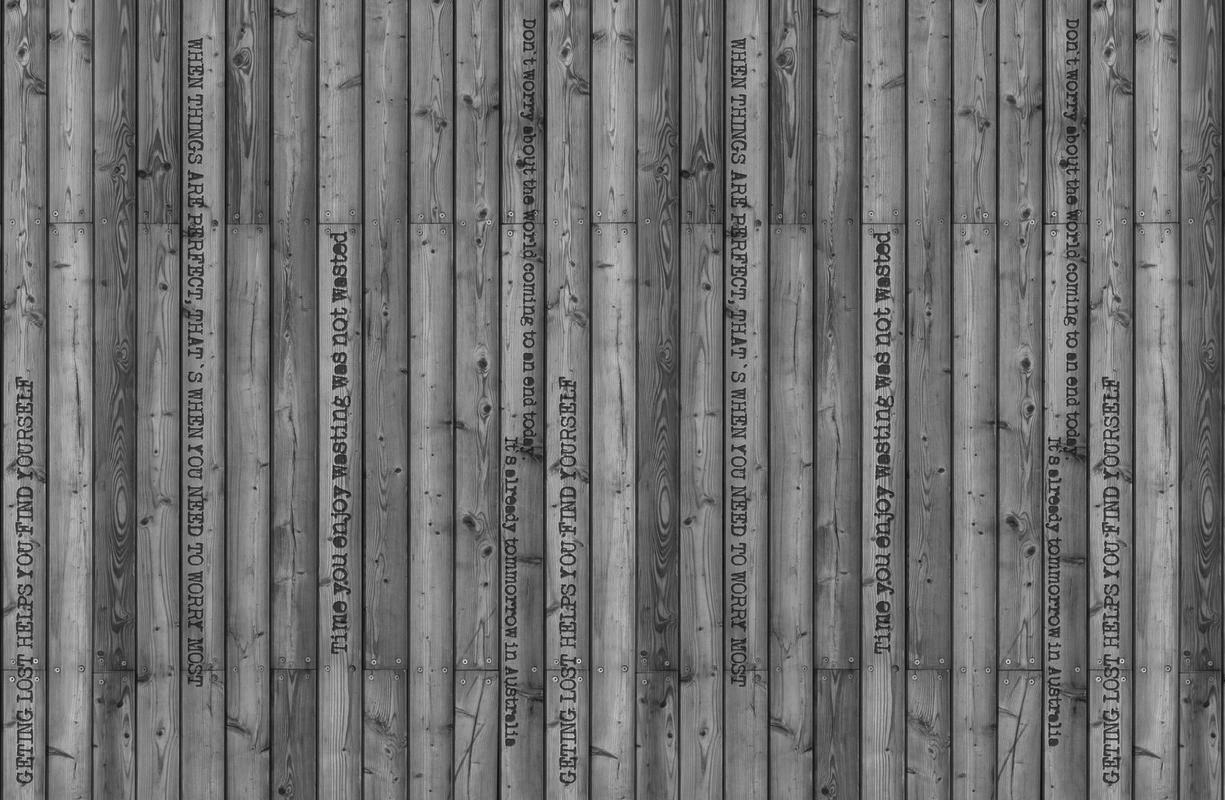 GETING LOST HELPS YOU FIND YOURSELF
WHEN THINGS ARE PERFECT, THAT`S WHEN YOU NEED TO WORRY MOST
Time you enjoy wasting was not wasted
Don't worry about the world coming to an end today.
It's already tommorrow in Australia
GETING LOST HELPS YOU FIND YOURSELF
WHEN THINGS ARE PERFECT, THAT`S WHEN YOU NEED TO WORRY MOST
Time you enjoy wasting was not wasted
Don't worry about the world coming to an end today.
It's already tommorrow in Australia
GETING LOST HELPS YOU FIND YOURSELF